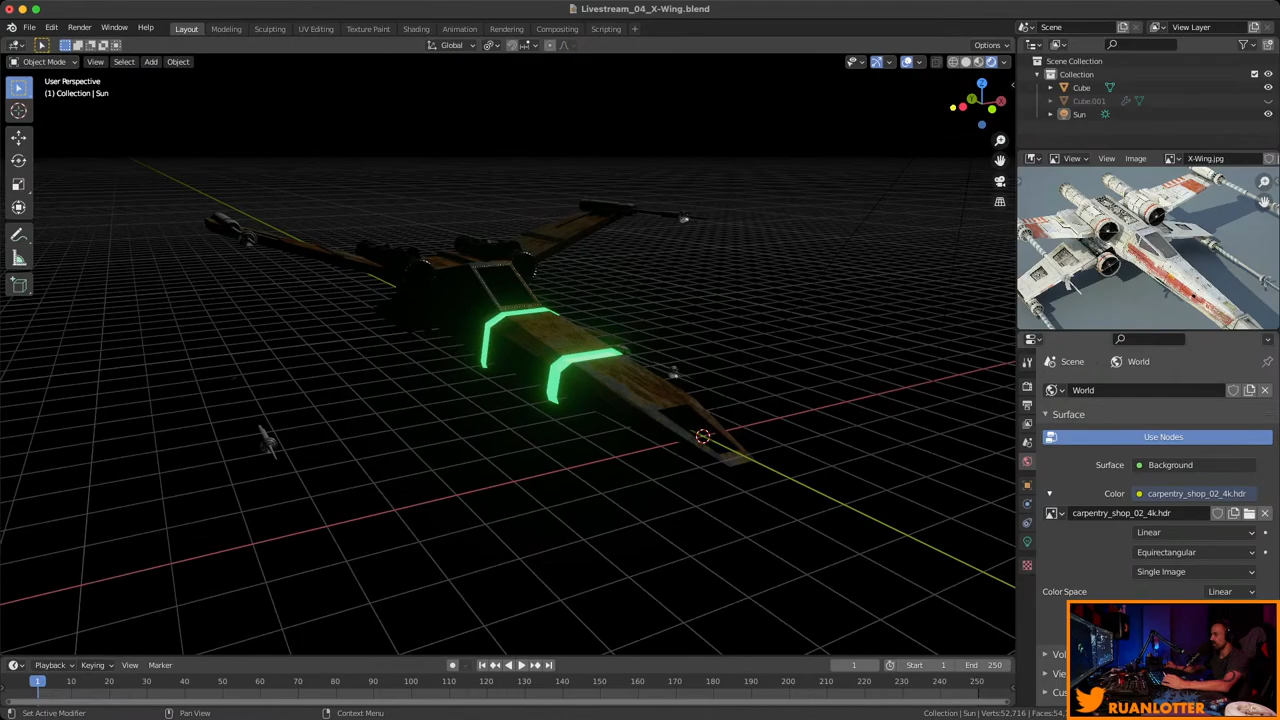 Livestream_04_X-Wing.blend
File Edit Render Window Help
Layout Modeling Sculpting UV Editing Texture Paint Shading Animation Rendering Compositing Scripting +
Scene View Layer
Global Options
Object Mode View Select Add Object
User Perspective
(1) Collection | Sun
Z
Y
X
Scene Collection
Collection
Cube
Cube.001
Sun
View View Image X-Wing.jpg
Scene World
World
Surface
Use Nodes
Surface Background
Color carpentry_shop_02_4k.hdr
carpentry_shop_02_4k.hdr
Linear
Equirectangular
Single Image
Color Space Linear
Playback Keying View Marker 1 Start 1 End 250
1 10 20 30 40 50 60 70 80 90 100 110 120 130 140 150 160 170 180 190 200 210 220 230 240 250
Set Active Modifier Pan View Context Menu Collection | Sun | Verts:52,716 | Faces:54,
RUANLOTTER